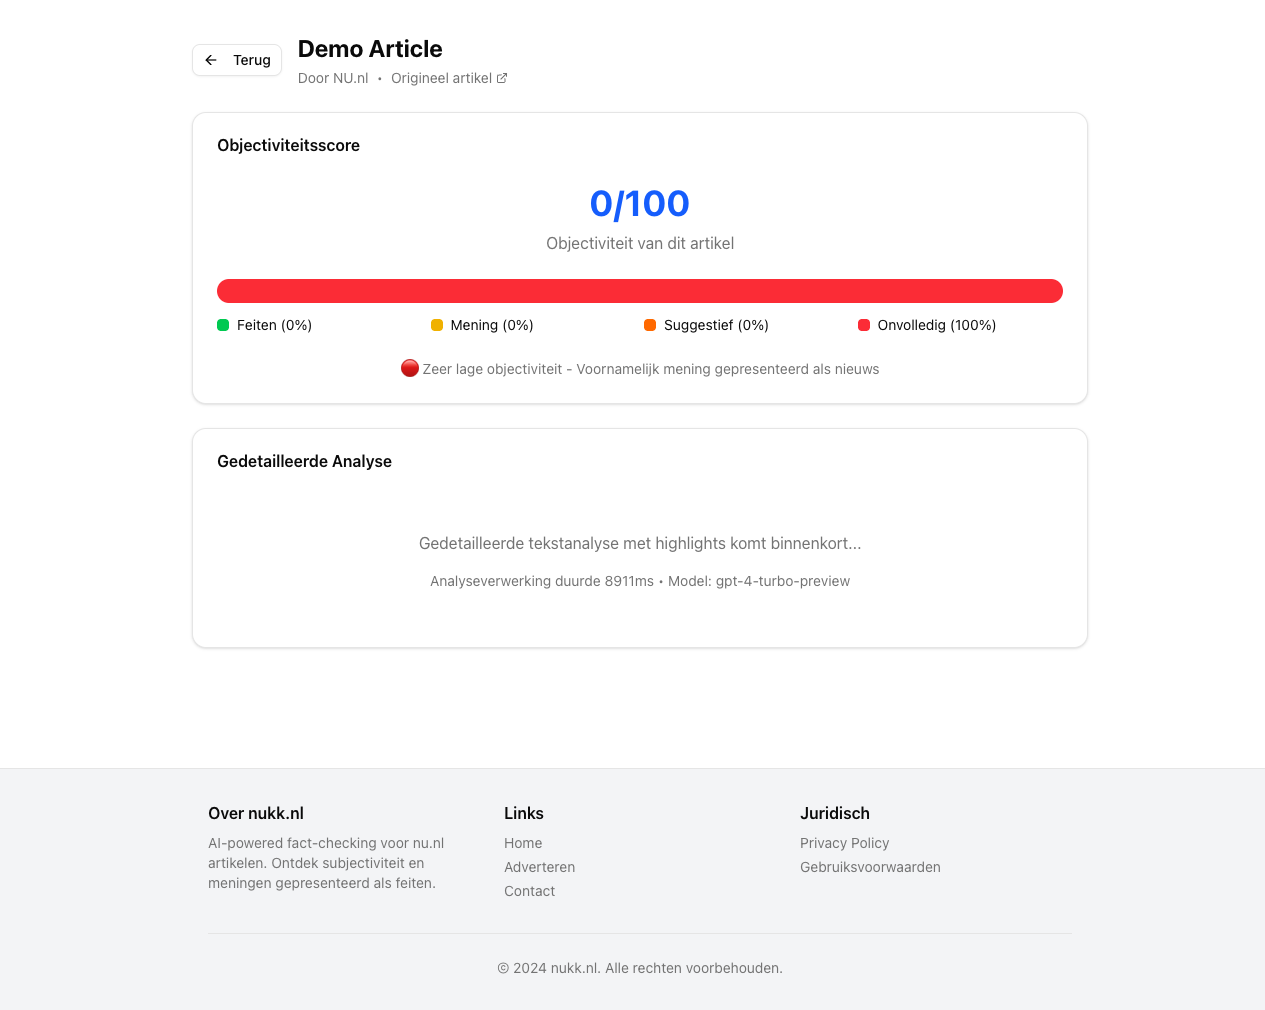 Terug
Demo Article
Door NU.nl • Origineel artikel
Objectiviteitsscore
0/100
Objectiviteit van dit artikel
Feiten (0%)
Mening (0%)
Suggestief (0%)
Onvolledig (100%)
Zeer lage objectiviteit - Voornamelijk mening gepresenteerd als nieuws
Gedetailleerde Analyse
Gedetailleerde tekstanalyse met highlights komt binnenkort...
Analyseverwerking duurde 8911ms • Model: gpt-4-turbo-preview
Over nukk.nl
AI-powered fact-checking voor nu.nl
artikelen. Ontdek subjectiviteit en
meningen gepresenteerd als feiten.
Links
Home
Adverteren
Contact
Juridisch
Privacy Policy
Gebruiksvoorwaarden
© 2024 nukk.nl. Alle rechten voorbehouden.